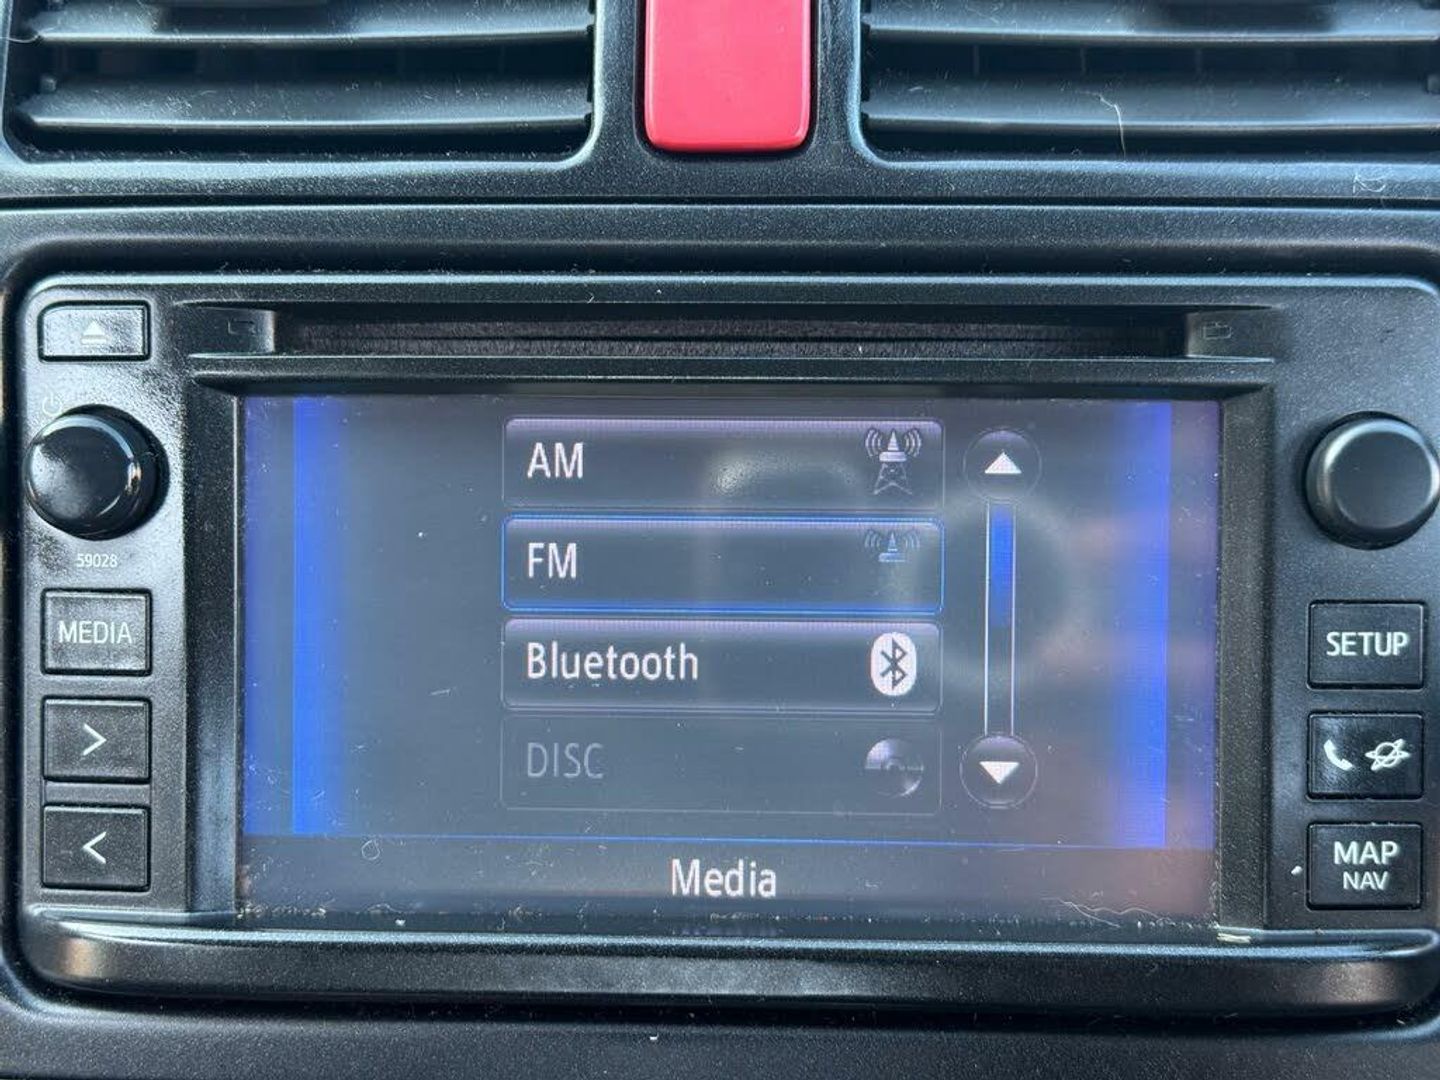 AM
FM
Bluetooth
DISC
Media
59028
MEDIA
>
<
SETUP
MAP
NAV